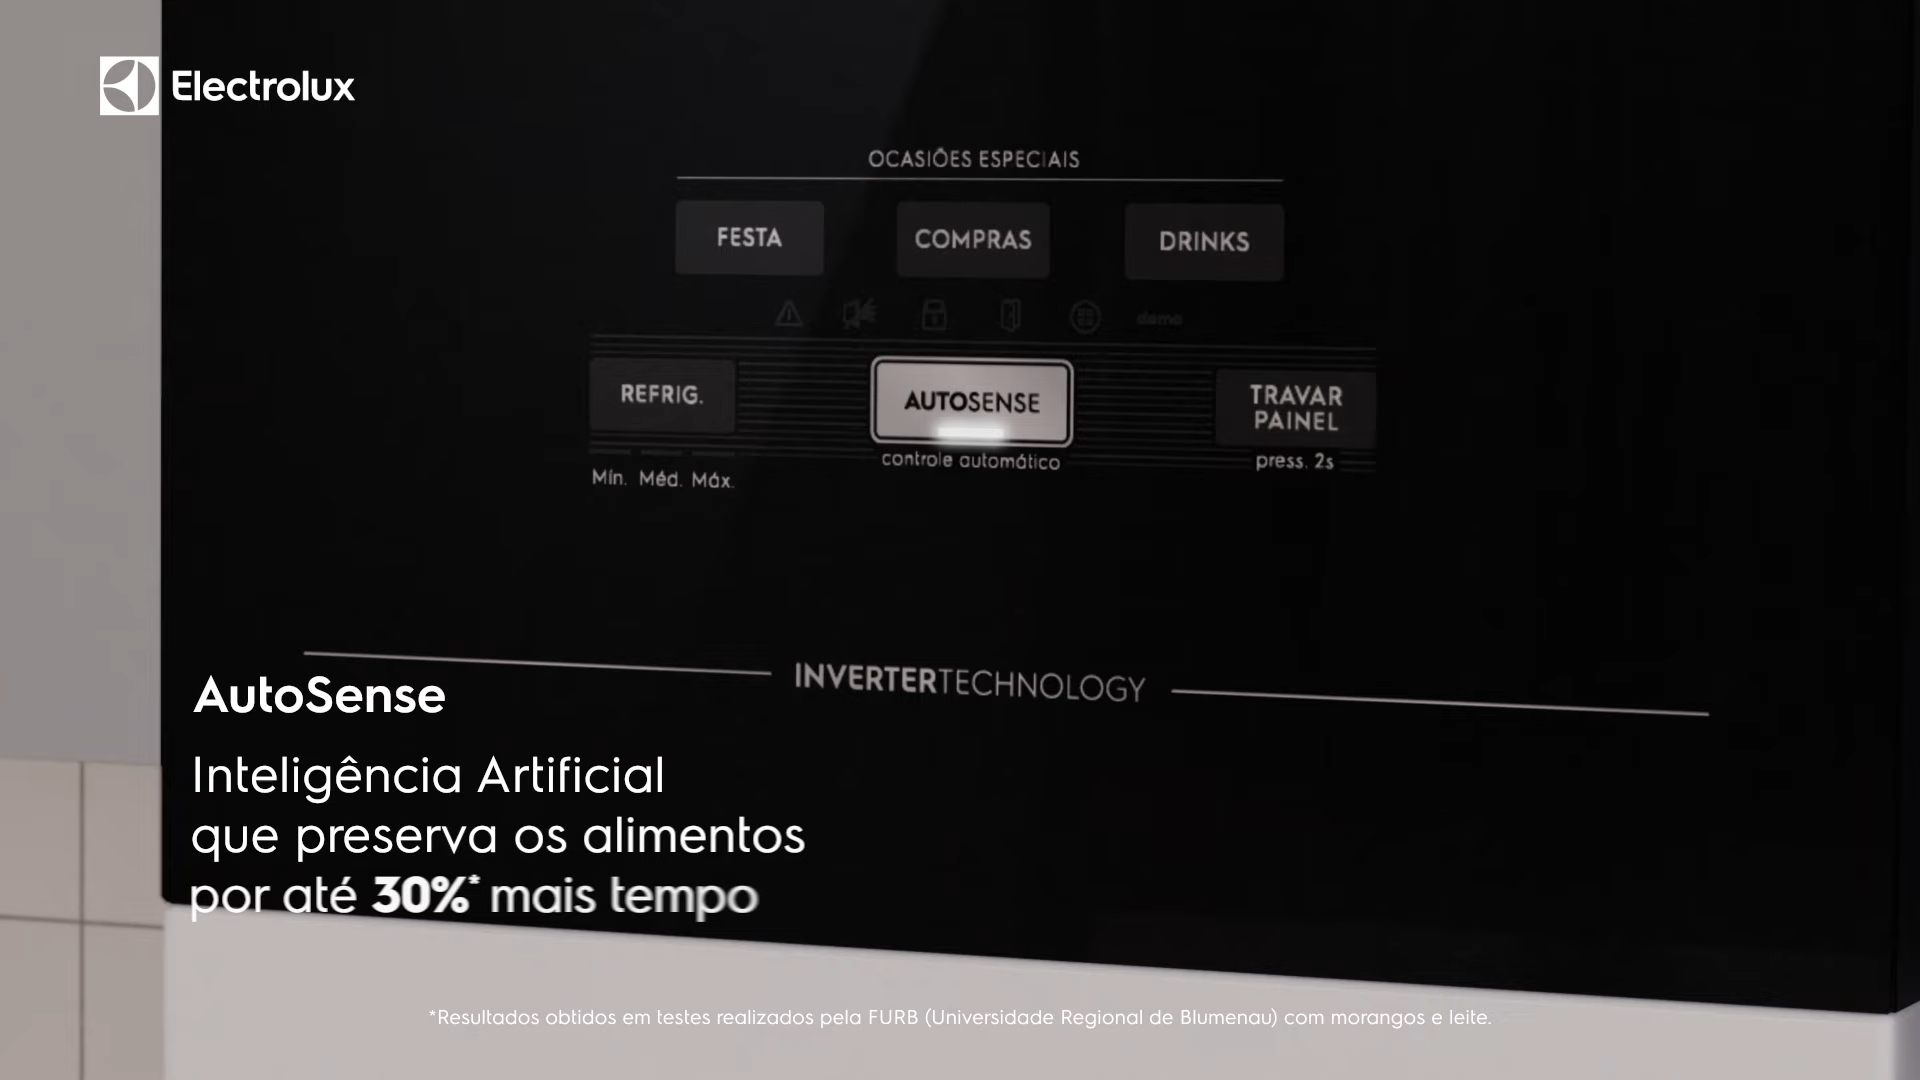 Electrolux
OCASIÕES ESPECIAIS
FESTA COMPRAS DRINKS
demo
REFRIG. AUTOSENSE TRAVAR PAINEL
controle automático press. 2s
Mín. Méd. Máx.
INVERTERTECHNOLOGY
AutoSense
Inteligência Artificial
que preserva os alimentos
por até 30%* mais tempo
*Resultados obtidos em testes realizados pela FURB (Universidade Regional de Blumenau) com morangos e leite.